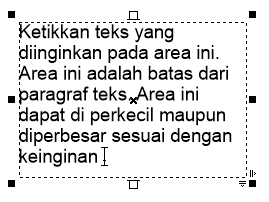 Ketikkan teks yang
diinginkan pada area ini.
Area ini adalah batas dari
paragraf teks. Area ini
dapat di perkecil maupun
diperbesar sesuai dengan
keinginan